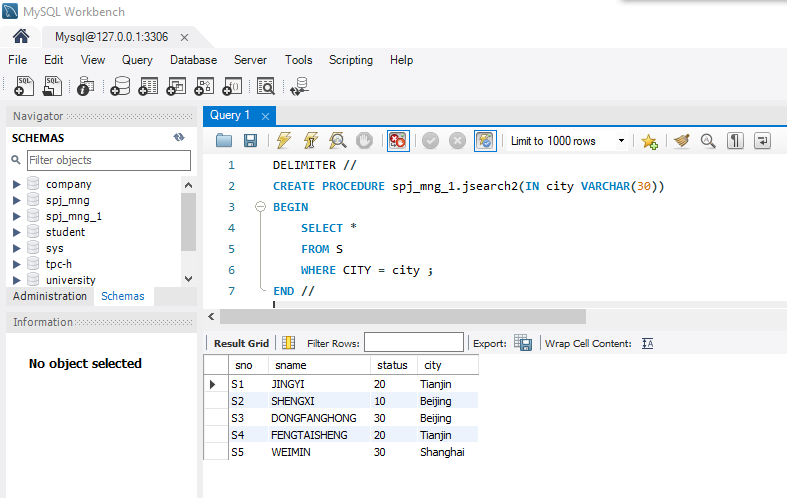 MySQL Workbench
Mysql@127.0.0.1:3306
File Edit View Query Database Server Tools Scripting Help
Navigator
SCHEMAS
Filter objects
company
spj_mng
spj_mng_1
student
sys
tpc-h
university
Administration Schemas
Information
No object selected
Query 1
Limit to 1000 rows
1 DELIMITER //
2 CREATE PROCEDURE spj_mng_1.jsearch2(IN city VARCHAR(30))
3 BEGIN
4 SELECT *
5 FROM S
6 WHERE CITY = city ;
7 END //
Result Grid Filter Rows: Export: Wrap Cell Content:
sno sname status city
S1 JINGYI 20 Tianjin
S2 SHENGXI 10 Beijing
S3 DONGFANGHONG 30 Beijing
S4 FENGTAISHENG 20 Tianjin
S5 WEIMIN 30 Shanghai